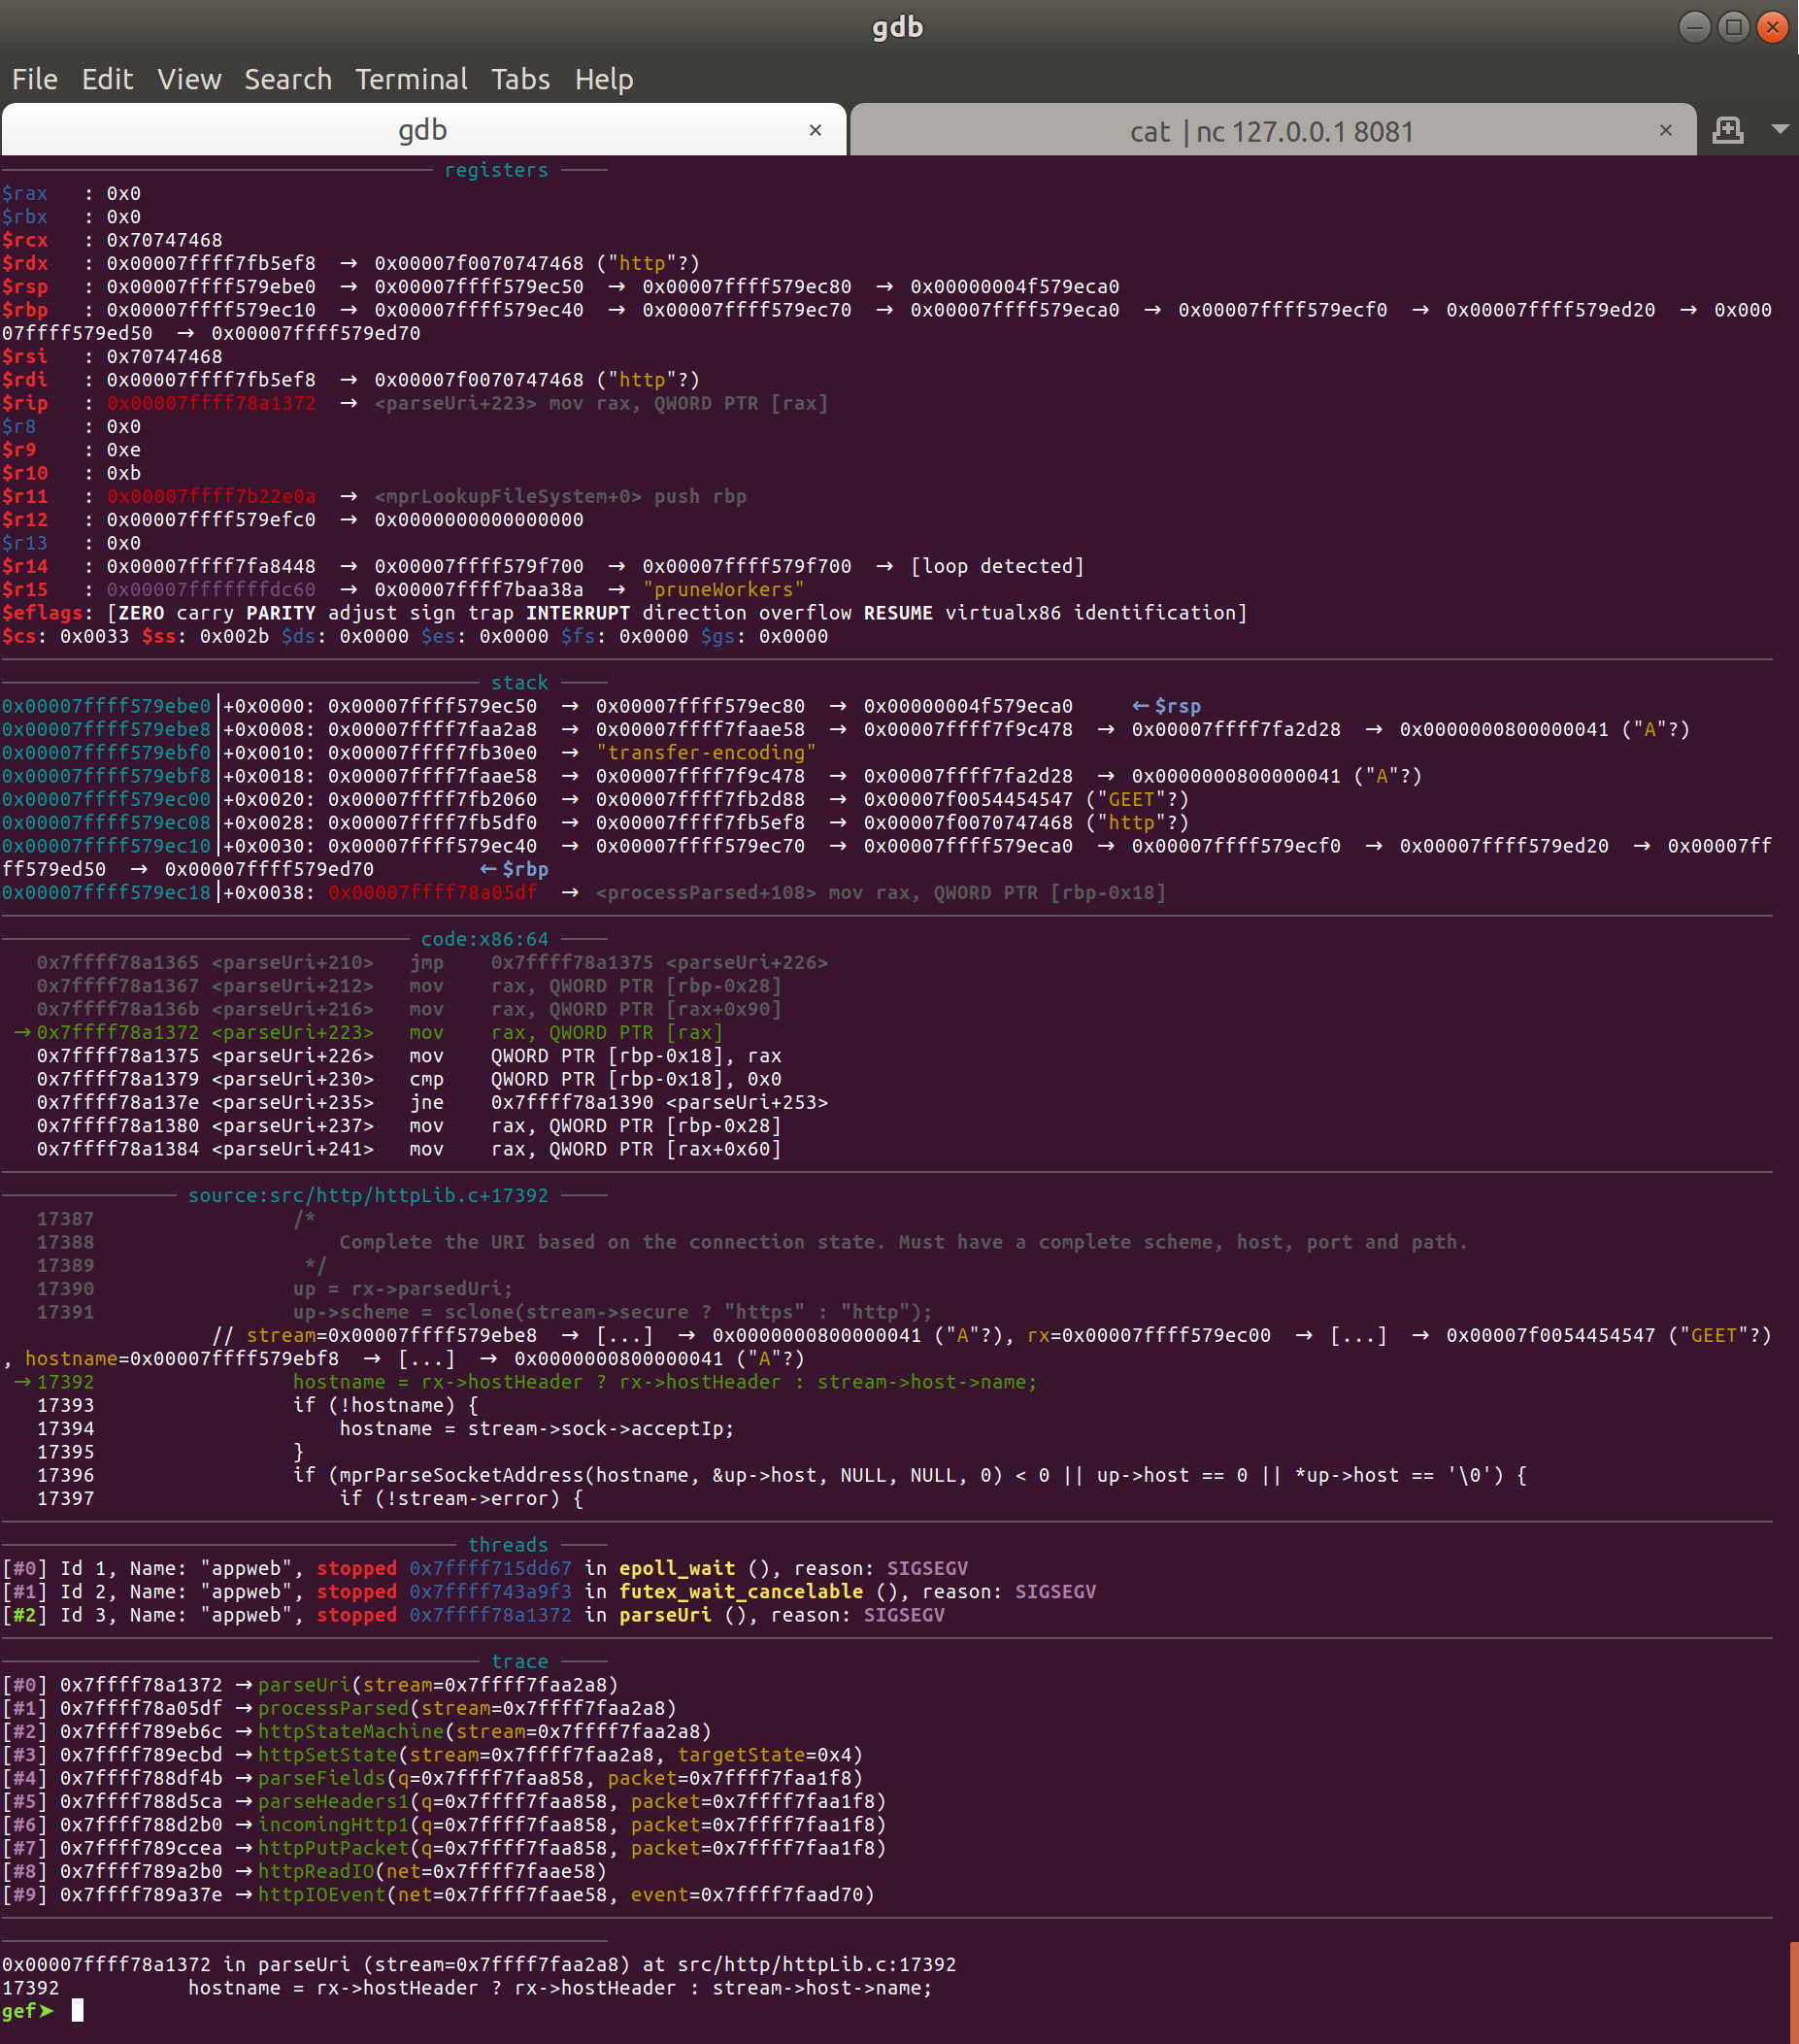 gdb
File Edit View Search Terminal Tabs Help
gdb × cat | nc 127.0.0.1 8081 ×
registers
$rax : 0x0
$rbx : 0x0
$rcx : 0x70747468
$rdx : 0x00007ffff7fb5ef8 → 0x00007f0070747468 ("http"?)
$rsp : 0x00007ffff579ebe0 → 0x00007ffff579ec50 → 0x00007ffff579ec80 → 0x00000004f579eca0
$rbp : 0x00007ffff579ec10 → 0x00007ffff579ec40 → 0x00007ffff579ec70 → 0x00007ffff579eca0 → 0x00007ffff579ecf0 → 0x00007ffff579ed20 → 0x000
07ffff579ed50 → 0x00007ffff579ed70
$rsi : 0x70747468
$rdi : 0x00007ffff7fb5ef8 → 0x00007f0070747468 ("http"?)
$rip : 0x00007ffff78a1372 → <parseUri+223> mov rax, QWORD PTR [rax]
$r8 : 0x0
$r9 : 0xe
$r10 : 0xb
$r11 : 0x00007ffff7b22e0a → <mprLookupFileSystem+0> push rbp
$r12 : 0x00007ffff579efc0 → 0x0000000000000000
$r13 : 0x0
$r14 : 0x00007ffff7fa8448 → 0x00007ffff579f700 → 0x00007ffff579f700 → [loop detected]
$r15 : 0x00007fffffffdc60 → 0x00007ffff7baa38a → "pruneWorkers"
$eflags: [ZERO carry PARITY adjust sign trap INTERRUPT direction overflow RESUME virtualx86 identification]
$cs: 0x0033 $ss: 0x002b $ds: 0x0000 $es: 0x0000 $fs: 0x0000 $gs: 0x0000
stack
0x00007ffff579ebe0│+0x0000: 0x00007ffff579ec50 → 0x00007ffff579ec80 → 0x00000004f579eca0 ←$rsp
0x00007ffff579ebe8│+0x0008: 0x00007ffff7faa2a8 → 0x00007ffff7faae58 → 0x00007ffff7f9c478 → 0x00007ffff7fa2d28 → 0x0000000800000041 ("A"?)
0x00007ffff579ebf0│+0x0010: 0x00007ffff7fb30e0 → "transfer-encoding"
0x00007ffff579ebf8│+0x0018: 0x00007ffff7faae58 → 0x00007ffff7f9c478 → 0x00007ffff7fa2d28 → 0x0000000800000041 ("A"?)
0x00007ffff579ec00│+0x0020: 0x00007ffff7fb2060 → 0x00007ffff7fb2d88 → 0x00007f0054454547 ("GEET"?)
0x00007ffff579ec08│+0x0028: 0x00007ffff7fb5df0 → 0x00007ffff7fb5ef8 → 0x00007f0070747468 ("http"?)
0x00007ffff579ec10│+0x0030: 0x00007ffff579ec40 → 0x00007ffff579ec70 → 0x00007ffff579eca0 → 0x00007ffff579ecf0 → 0x00007ffff579ed20 → 0x00007ff
ff579ed50 → 0x00007ffff579ed70 ←$rbp
0x00007ffff579ec18│+0x0038: 0x00007ffff78a05df → <processParsed+108> mov rax, QWORD PTR [rbp-0x18]
code:x86:64
0x7ffff78a1365 <parseUri+210> jmp 0x7ffff78a1375 <parseUri+226>
0x7ffff78a1367 <parseUri+212> mov rax, QWORD PTR [rbp-0x28]
0x7ffff78a136b <parseUri+216> mov rax, QWORD PTR [rax+0x90]
→0x7ffff78a1372 <parseUri+223> mov rax, QWORD PTR [rax]
0x7ffff78a1375 <parseUri+226> mov QWORD PTR [rbp-0x18], rax
0x7ffff78a1379 <parseUri+230> cmp QWORD PTR [rbp-0x18], 0x0
0x7ffff78a137e <parseUri+235> jne 0x7ffff78a1390 <parseUri+253>
0x7ffff78a1380 <parseUri+237> mov rax, QWORD PTR [rbp-0x28]
0x7ffff78a1384 <parseUri+241> mov rax, QWORD PTR [rax+0x60]
source:src/http/httpLib.c+17392
17387 /*
17388 Complete the URI based on the connection state. Must have a complete scheme, host, port and path.
17389 */
17390 up = rx->parsedUri;
17391 up->scheme = sclone(stream->secure ? "https" : "http");
// stream=0x00007ffff579ebe8 → [...] → 0x0000000800000041 ("A"?), rx=0x00007ffff579ec00 → [...] → 0x00007f0054454547 ("GEET"?)
, hostname=0x00007ffff579ebf8 → [...] → 0x0000000800000041 ("A"?)
→17392 hostname = rx->hostHeader ? rx->hostHeader : stream->host->name;
17393 if (!hostname) {
17394 hostname = stream->sock->acceptIp;
17395 }
17396 if (mprParseSocketAddress(hostname, &up->host, NULL, NULL, 0) < 0 || up->host == 0 || *up->host == '\0') {
17397 if (!stream->error) {
threads
[#0] Id 1, Name: "appweb", stopped 0x7ffff715dd67 in epoll_wait (), reason: SIGSEGV
[#1] Id 2, Name: "appweb", stopped 0x7ffff743a9f3 in futex_wait_cancelable (), reason: SIGSEGV
[#2] Id 3, Name: "appweb", stopped 0x7ffff78a1372 in parseUri (), reason: SIGSEGV
trace
[#0] 0x7ffff78a1372 →parseUri(stream=0x7ffff7faa2a8)
[#1] 0x7ffff78a05df →processParsed(stream=0x7ffff7faa2a8)
[#2] 0x7ffff789eb6c →httpStateMachine(stream=0x7ffff7faa2a8)
[#3] 0x7ffff789ecbd →httpSetState(stream=0x7ffff7faa2a8, targetState=0x4)
[#4] 0x7ffff788df4b →parseFields(q=0x7ffff7faa858, packet=0x7ffff7faa1f8)
[#5] 0x7ffff788d5ca →parseHeaders1(q=0x7ffff7faa858, packet=0x7ffff7faa1f8)
[#6] 0x7ffff788d2b0 →incomingHttp1(q=0x7ffff7faa858, packet=0x7ffff7faa1f8)
[#7] 0x7ffff789ccea →httpPutPacket(q=0x7ffff7faa858, packet=0x7ffff7faa1f8)
[#8] 0x7ffff789a2b0 →httpReadIO(net=0x7ffff7faae58)
[#9] 0x7ffff789a37e →httpIOEvent(net=0x7ffff7faae58, event=0x7ffff7faad70)
0x00007ffff78a1372 in parseUri (stream=0x7ffff7faa2a8) at src/http/httpLib.c:17392
17392 hostname = rx->hostHeader ? rx->hostHeader : stream->host->name;
gef➤